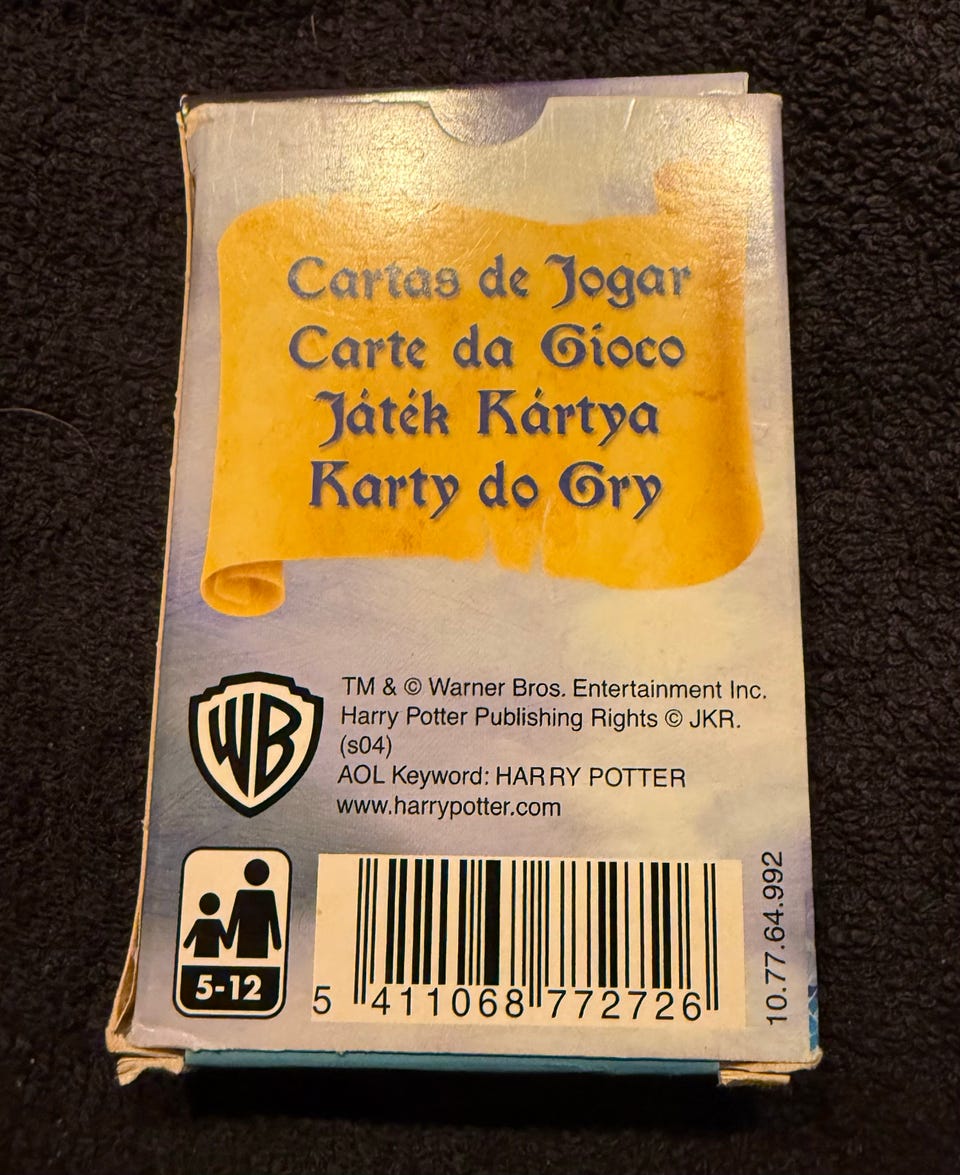 Cartas de Jogar
Carte da Gioco
Játék Kártya
Karty do Gry
WB
TM & © Warner Bros. Entertainment Inc.
Harry Potter Publishing Rights © JKR.
(s04)
AOL Keyword: HARRY POTTER
www.harrypotter.com
5-12
5 411068 772726
10.77.64.992